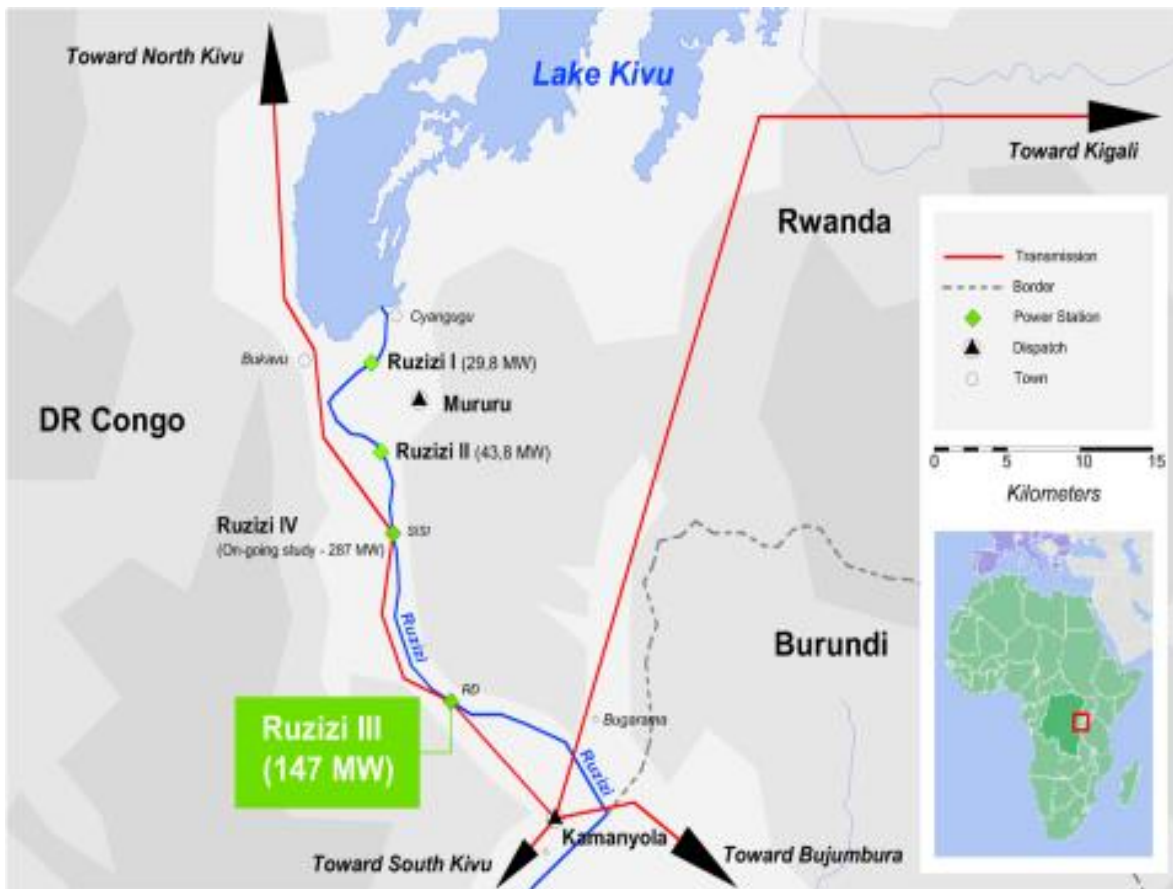 Toward North Kivu
Lake Kivu
Toward Kigali
Rwanda
Transmission
Border
Power Station
Dispatch
Town
0 5 10 15
Kilometers
Cyangugu
Bukavu
Ruzizi I (29,8 MW)
Mururu
DR Congo
Ruzizi II (43,8 MW)
Ruzizi IV
(On-going study - 287 MW)
SISI
Ruzizi
Burundi
RD
Ruzizi III
(147 MW)
Bugarama
Ruzizi
Kamanyola
Toward South Kivu
Toward Bujumbura